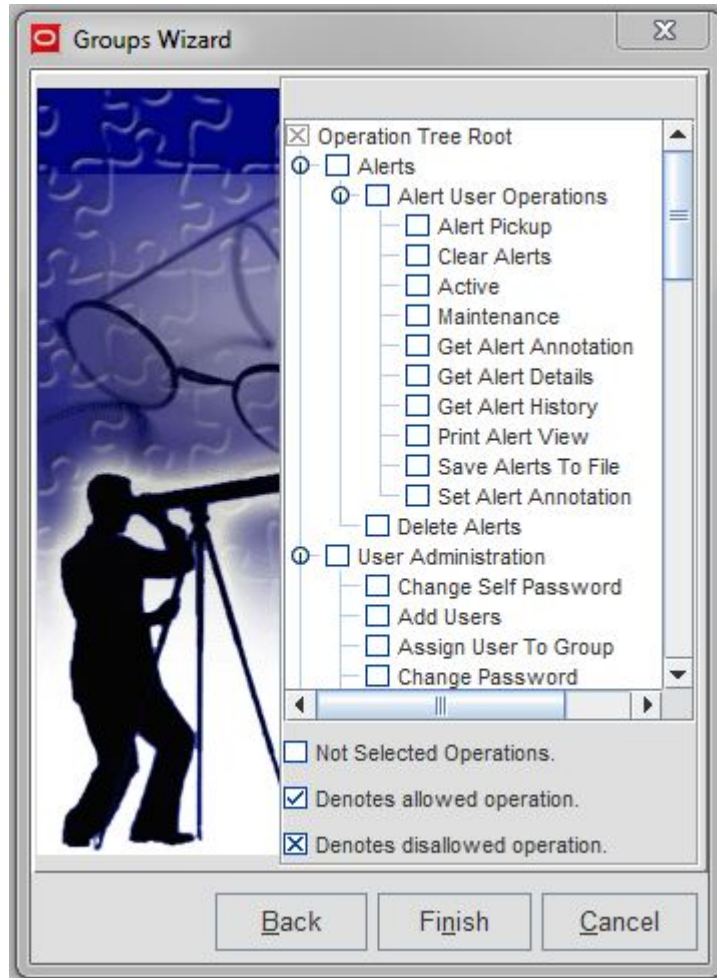 Groups Wizard
Operation Tree Root
Alerts
Alert User Operations
Alert Pickup
Clear Alerts
Active
Maintenance
Get Alert Annotation
Get Alert Details
Get Alert History
Print Alert View
Save Alerts To File
Set Alert Annotation
Delete Alerts
User Administration
Change Self Password
Add Users
Assign User To Group
Change Password
Not Selected Operations.
Denotes allowed operation.
Denotes disallowed operation.
Back Finish Cancel